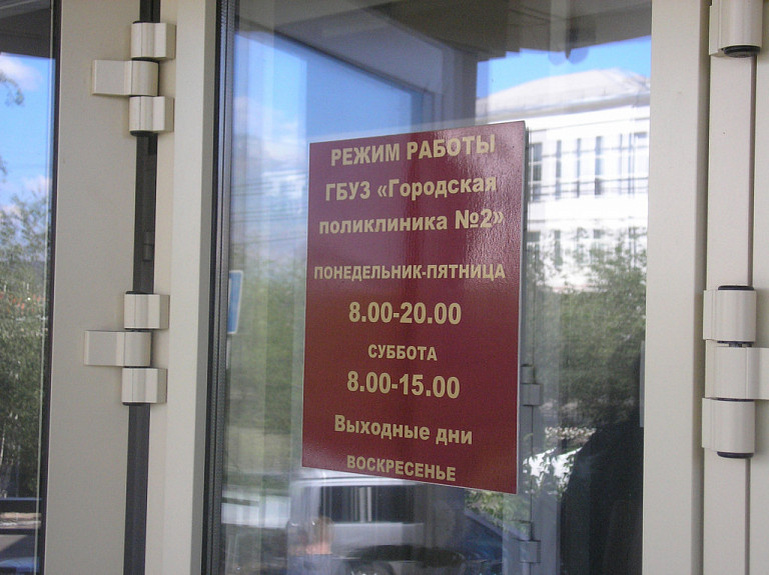 РЕЖИМ РАБОТЫ
ГБУЗ «Городская
поликлиника №2»
ПОНЕДЕЛЬНИК-ПЯТНИЦА
8.00-20.00
СУББОТА
8.00-15.00
Выходные дни
ВОСКРЕСЕНЬЕ